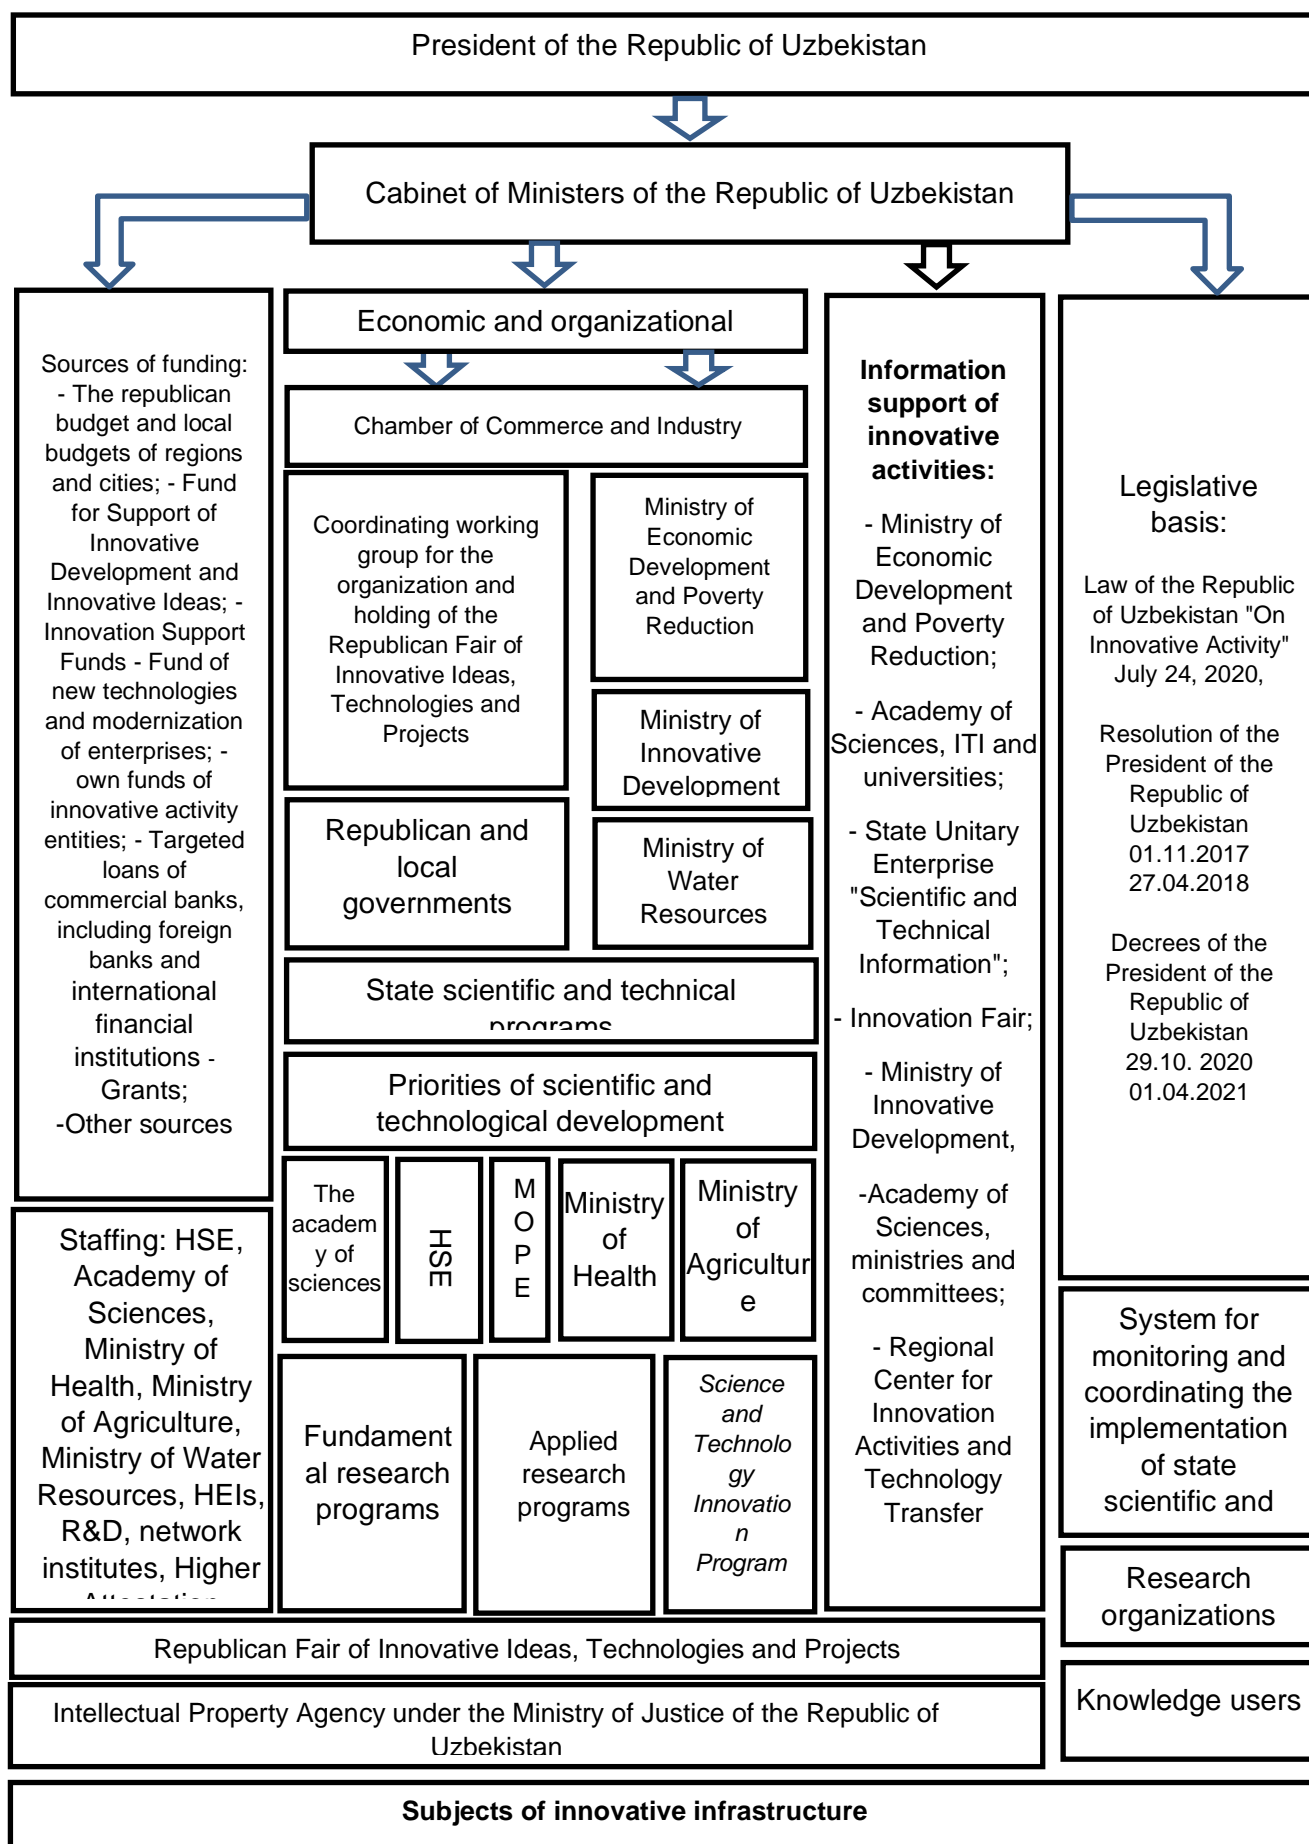 President of the Republic of Uzbekistan
Cabinet of Ministers of the Republic of Uzbekistan
Sources of funding:
- The republican
budget and local
budgets of regions
and cities; - Fund
for Support of
Innovative
Development and
Innovative Ideas; -
Innovation Support
Funds - Fund of
new technologies
and modernization
of enterprises; -
own funds of
innovative activity
entities; - Targeted
loans of
commercial banks,
including foreign
banks and
international
financial
institutions -
Grants;
-Other sources
Staffing: HSE,
Academy of
Sciences,
Ministry of
Health, Ministry
of Agriculture,
Ministry of Water
Resources, HEIs,
R&D, network
institutes, Higher
Attestation
Economic and organizational
Chamber of Commerce and Industry
Coordinating working
group for the
organization and
holding of the
Republican Fair of
Innovative Ideas,
Technologies and
Projects
Ministry of
Economic
Development
and Poverty
Reduction
Ministry of
Innovative
Development
Republican and
local
governments
Ministry of
Water
Resources
State scientific and technical
programs
Priorities of scientific and
technological development
The
academ
y of
sciences
HSE
M
O
P
E
Ministry
of
Health
Ministry
of
Agricultur
e
Fundament
al research
programs
Applied
research
programs
Science
and
Technolo
gy
Innovatio
n
Program
Information
support of
innovative
activities:
- Ministry of
Economic
Development
and Poverty
Reduction;
- Academy of
Sciences, ITI and
universities;
- State Unitary
Enterprise
"Scientific and
Technical
Information";
- Innovation Fair;
- Ministry of
Innovative
Development,
-Academy of
Sciences,
ministries and
committees;
- Regional
Center for
Innovation
Activities and
Technology
Transfer
Legislative
basis:
Law of the Republic
of Uzbekistan "On
Innovative Activity"
July 24, 2020,
Resolution of the
President of the
Republic of
Uzbekistan
01.11.2017
27.04.2018
Decrees of the
President of the
Republic of
Uzbekistan
29.10. 2020
01.04.2021
System for
monitoring and
coordinating the
implementation
of state
scientific and
Research
organizations
Knowledge users
Republican Fair of Innovative Ideas, Technologies and Projects
Intellectual Property Agency under the Ministry of Justice of the Republic of
Uzbekistan
Subjects of innovative infrastructure